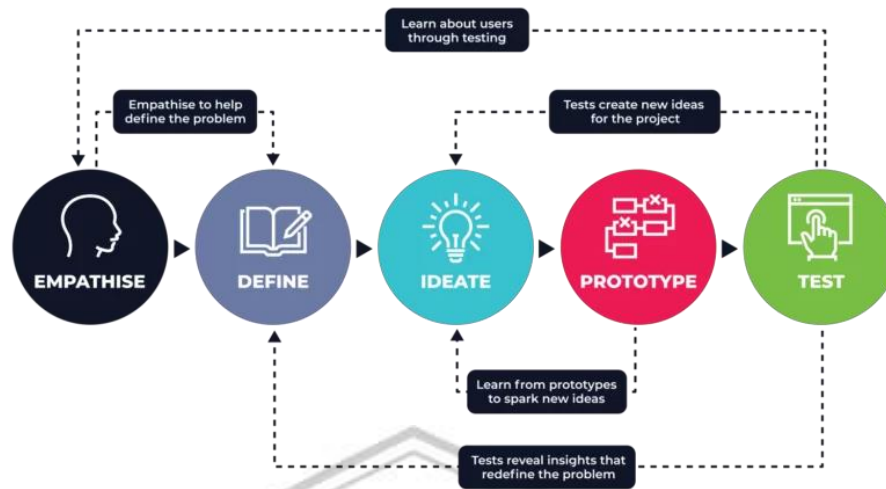 Learn about users
through testing
Empathise to help
define the problem
Tests create new ideas
for the project
EMPATHISE
DEFINE
IDEATE
PROTOTYPE
TEST
Learn from prototypes
to spark new ideas
Tests reveal insights that
redefine the problem